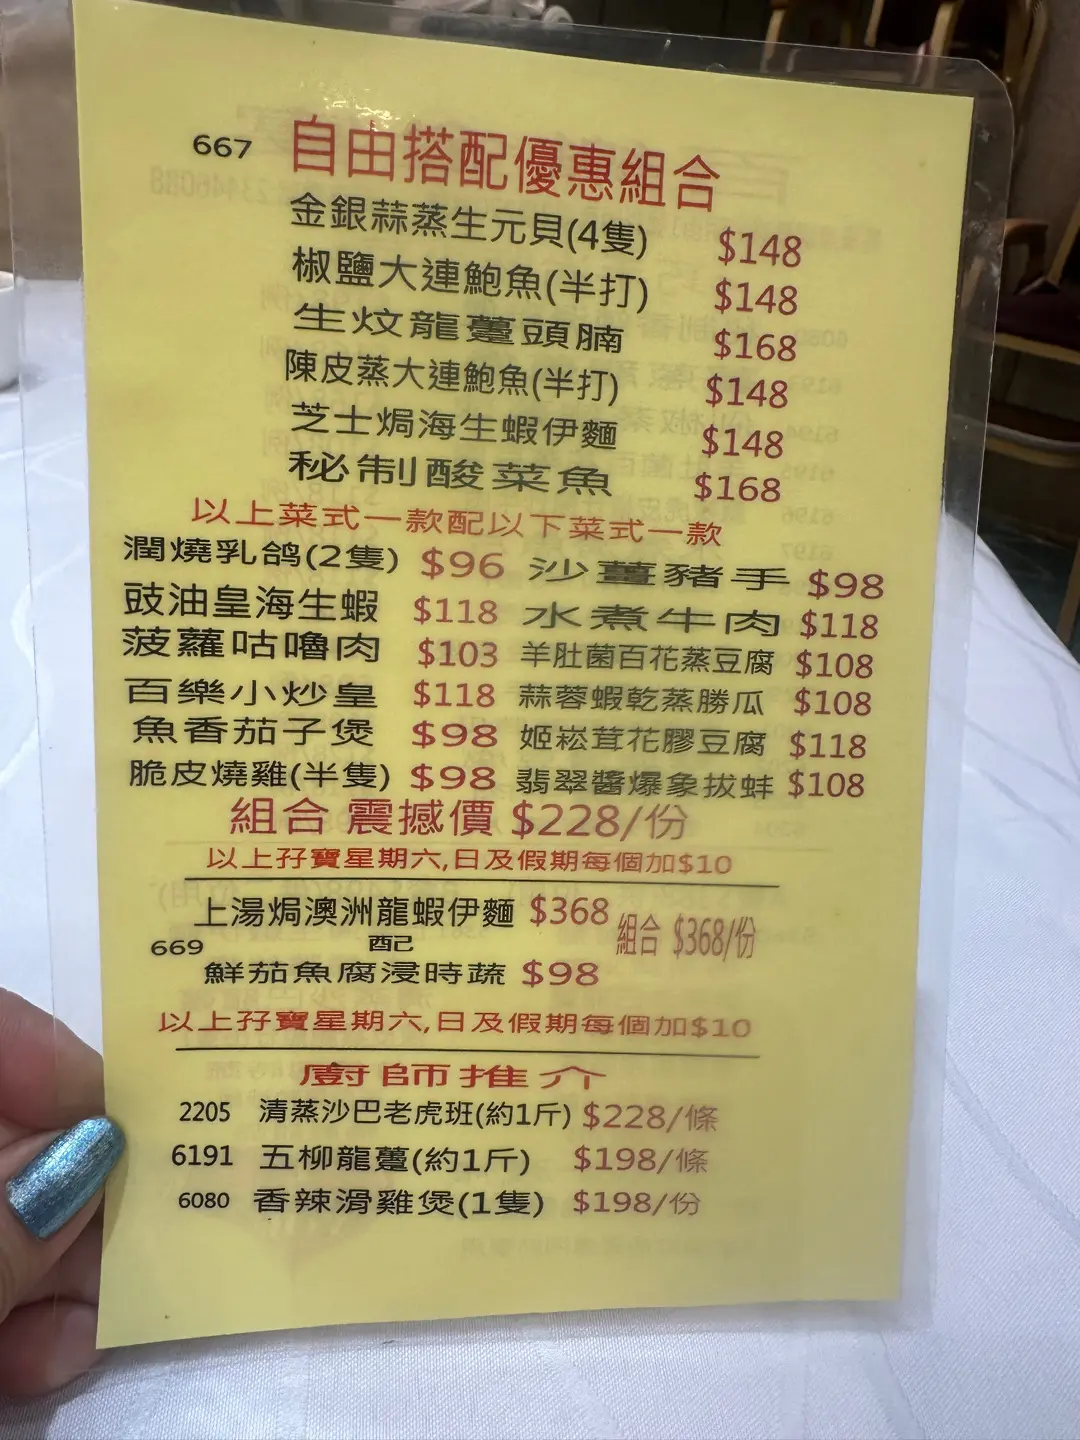 667 自由搭配優惠組合
金銀蒜蒸生元貝(4隻) $148
椒鹽大連鮑魚(半打) $148
生炆龍躉頭腩 $168
陳皮蒸大連鮑魚(半打) $148
芝士焗海生蝦伊麵 $148
秘制酸菜魚 $168
以上菜式一款配以下菜式一款
潤燒乳鴿(2隻) $96 沙薑豬手 $98
豉油皇海生蝦 $118 水煮牛肉 $118
菠蘿咕嚕肉 $103 羊肚菌百花蒸豆腐 $108
百樂小炒皇 $118 蒜蓉蝦乾蒸勝瓜 $108
魚香茄子煲 $98 姬崧茸花膠豆腐 $118
脆皮燒雞(半隻) $98 翡翠醬爆象拔蚌 $108
組合 震撼價 $228/份
以上孖寶星期六,日及假期每個加$10
上湯焗澳洲龍蝦伊麵 $368
669 配 組合 $368/份
鮮茄魚腐浸時蔬 $98
以上孖寶星期六,日及假期每個加$10
廚師推介
2205 清蒸沙巴老虎班(約1斤) $228/條
6191 五柳龍躉(約1斤) $198/條
6080 香辣滑雞煲(1隻) $198/份